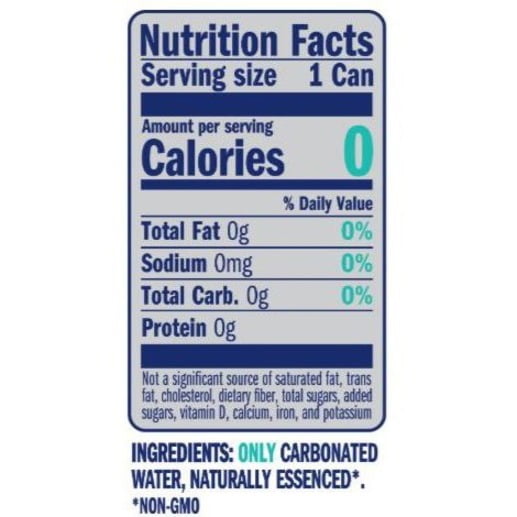 Nutrition Facts
Serving size 1 Can
Amount per serving
Calories 0
% Daily Value
Total Fat 0g 0%
Sodium 0mg 0%
Total Carb. 0g 0%
Protein 0g
Not a significant source of saturated fat, trans
fat, cholesterol, dietary fiber, total sugars, added
sugars, vitamin D, calcium, iron, and potassium
INGREDIENTS: ONLY CARBONATED
WATER, NATURALLY ESSENCED*.
*NON-GMO